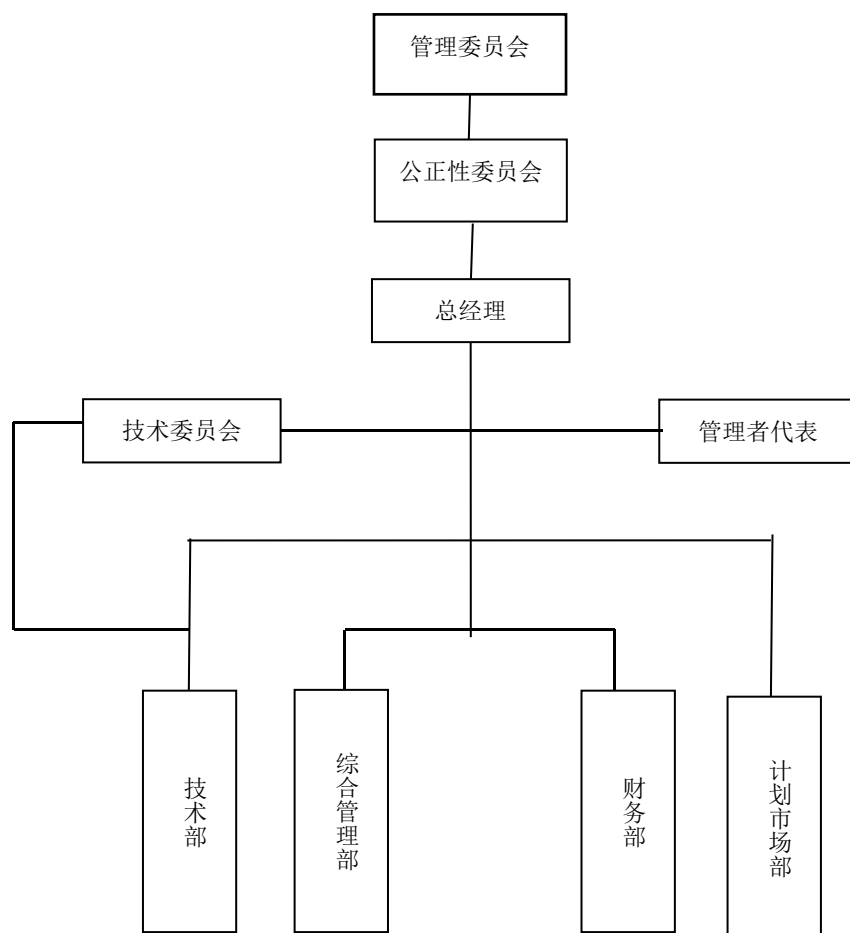 管理委员会
公正性委员会
总经理
技术委员会
管理者代表
技术部
综合管理部
财务部
计划市场部